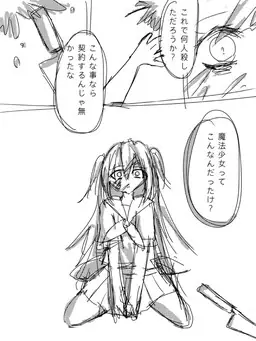 これで何人殺し
ただろうか？
こんな事なら
契約するんじゃ無
かったな
魔法少女って
こんなんだったけ？